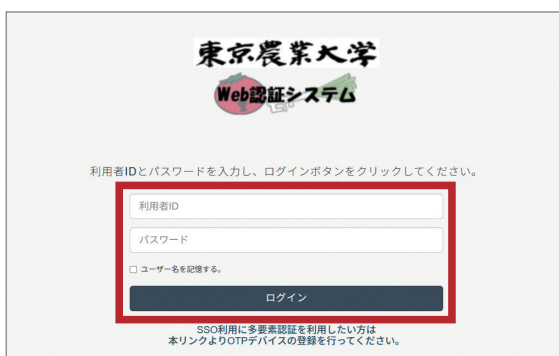 東京農業大学
Web認証システム
利用者IDとパスワードを入力し、ログインボタンをクリックしてください。
利用者ID
パスワード
ユーザー名を記憶する。
ログイン
SSO利用に多要素認証を利用したい方は
本リンクよりOTPデバイスの登録を行ってください。